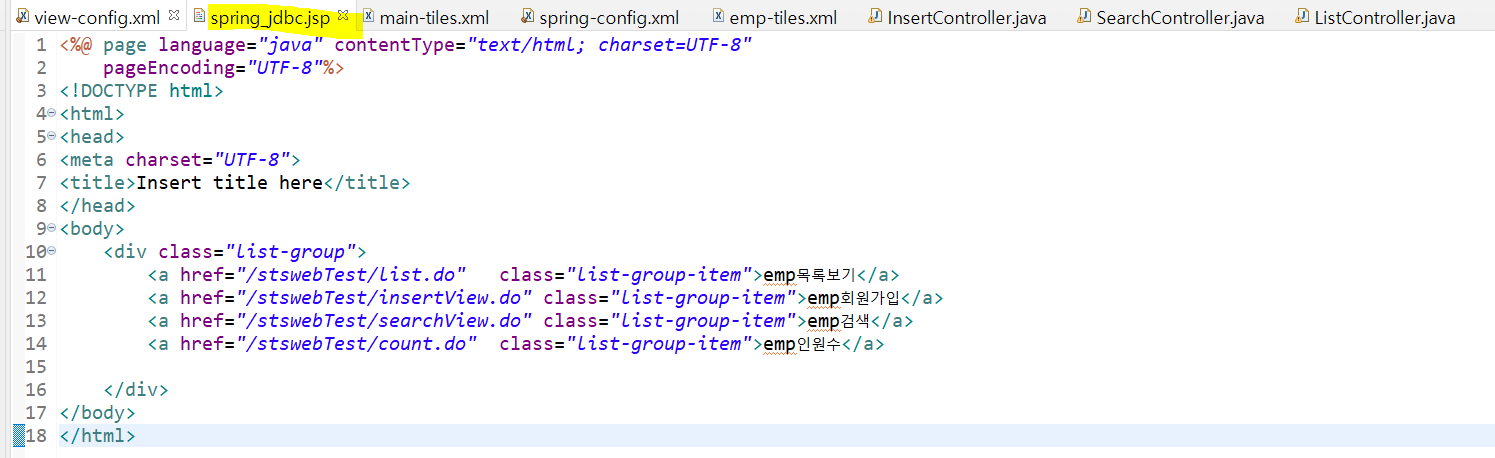 view-config.xml spring_jdbc.jsp main-tiles.xml spring-config.xml emp-tiles.xml InsertController.java SearchController.java ListController.java
1 <%@ page language="java" contentType="text/html; charset=UTF-8"
2     pageEncoding="UTF-8"%>
3 <!DOCTYPE html>
4 <html>
5 <head>
6 <meta charset="UTF-8">
7 <title>Insert title here</title>
8 </head>
9 <body>
10     <div class="list-group">
11         <a href="/stswebTest/list.do"   class="list-group-item">emp목록보기</a>
12         <a href="/stswebTest/insertView.do" class="list-group-item">emp회원가입</a>
13         <a href="/stswebTest/searchView.do" class="list-group-item">emp검색</a>
14         <a href="/stswebTest/count.do"  class="list-group-item">emp인원수</a>
15
16     </div>
17 </body>
18 </html>